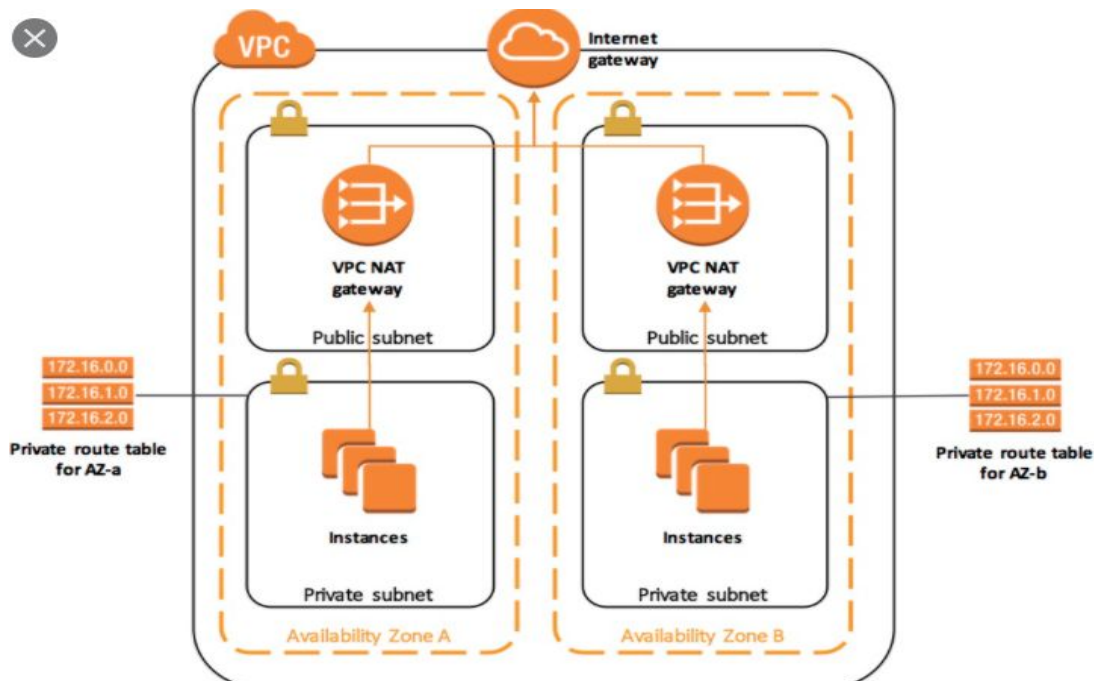 VPC
Internet
gateway
VPC NAT
gateway
Public subnet
VPC NAT
gateway
Public subnet
172.16.0.0
172.16.1.0
172.16.2.0
Private route table
for AZ-a
172.16.0.0
172.16.1.0
172.16.2.0
Private route table
for AZ-b
Instances
Private subnet
Instances
Private subnet
Availability Zone A
Availability Zone B